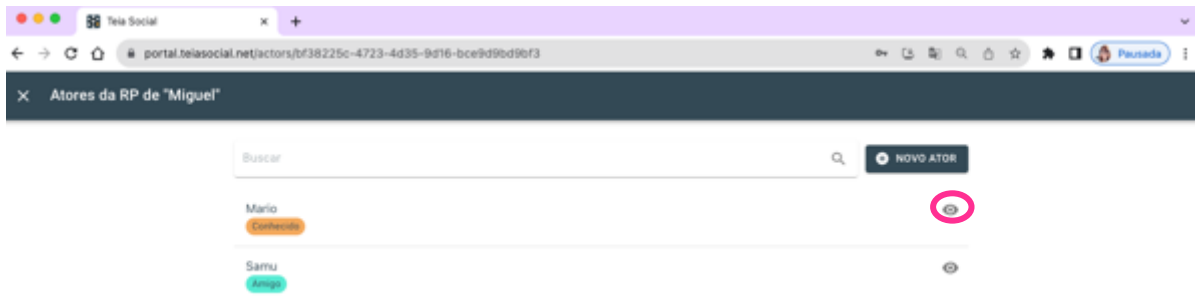 Teia Social
portal.teiasocial.net/actors/bf38225c-4723-4d35-9d16-bce9d9bd9bf3
Pausada
Atores da RP de "Miguel"
Buscar
NOVO ATOR
Mario
Conhecido
Samu
Amigo